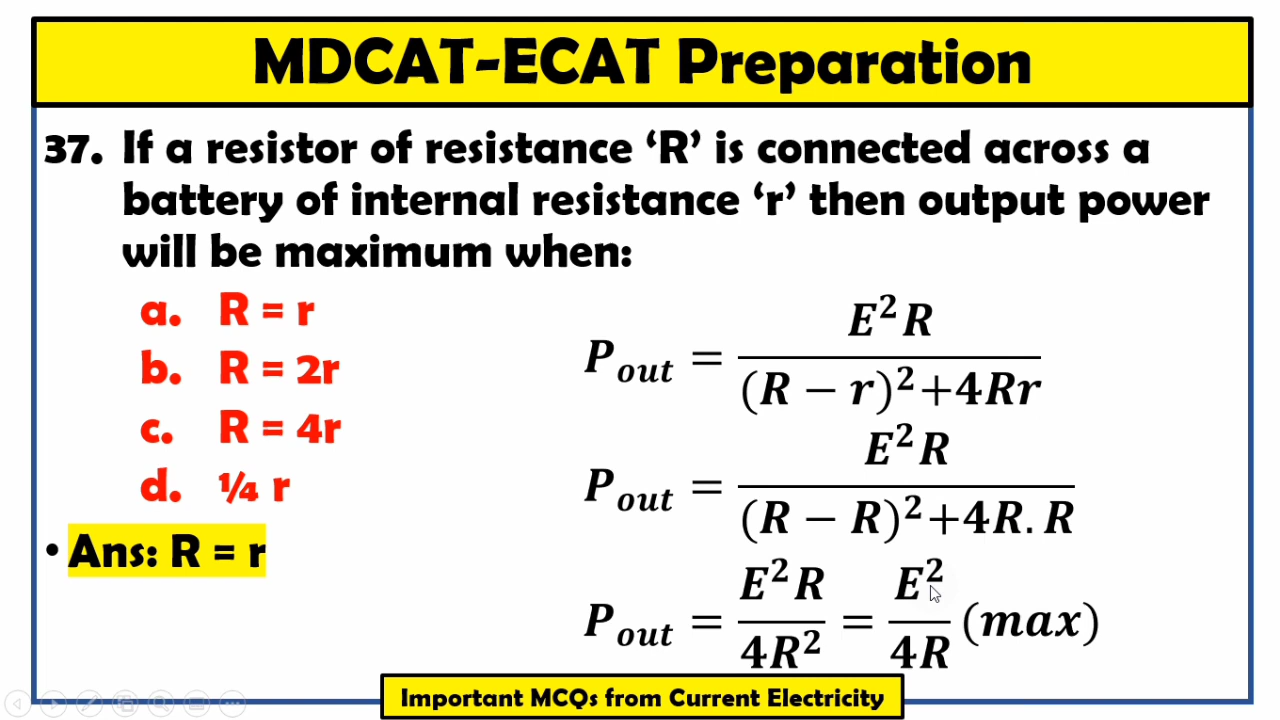 MDCAT-ECAT Preparation
37. If a resistor of resistance ‘R’ is connected across a
battery of internal resistance ‘r’ then output power
will be maximum when:
a. R = r
b. R = 2r
c. R = 4r
d. ¼ r
• Ans: R = r
P_out = E²R / ((R − r)²+4Rr)
P_out = E²R / ((R − R)²+4R.R)
P_out = E²R / 4R² = E² / 4R (max)
Important MCQs from Current Electricity